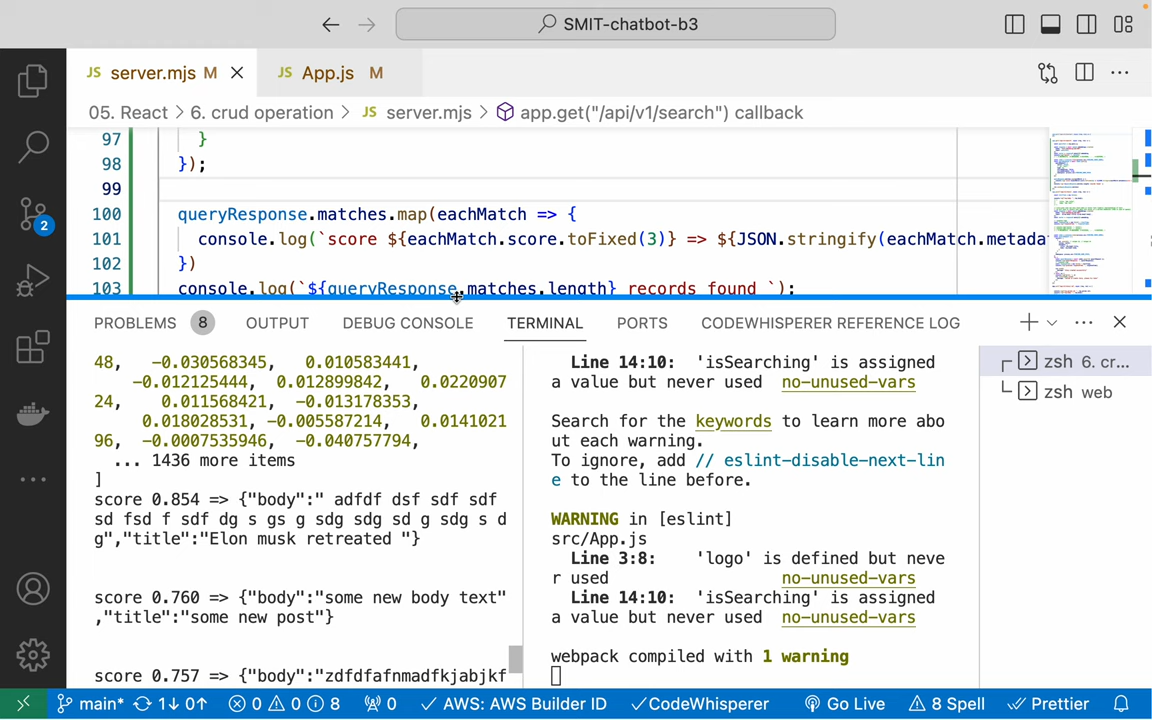 SMIT-chatbot-b3
JS server.mjs M
JS App.js M
05. React > 6. crud operation > JS server.mjs > app.get("/api/v1/search") callback
97 }
98 });
99
100 queryResponse.matches.map(eachMatch => {
101 console.log(`score ${eachMatch.score.toFixed(3)} => ${JSON.stringify(eachMatch.metada
102 })
103 console.log(`${queryResponse.matches.length} records found `);
PROBLEMS 8 OUTPUT DEBUG CONSOLE TERMINAL PORTS CODEWHISPERER REFERENCE LOG
48, -0.030568345, 0.010583441,
-0.012125444, 0.012899842, 0.0220907
24, 0.011568421, -0.013178353,
0.018028531, -0.005587214, 0.0141021
96, -0.0007535946, -0.040757794,
... 1436 more items
]
score 0.854 => {"body":" adfdf dsf sdf sdf
sd fsd f sdf dg s gs g sdg sdg sd g sdg s d
g","title":"Elon musk retreated "}
score 0.760 => {"body":"some new body text"
,"title":"some new post"}
score 0.757 => {"body":"zdfdfafnmadfkjabjkf
Line 14:10: 'isSearching' is assigned
a value but never used no-unused-vars
Search for the keywords to learn more abo
ut each warning.
To ignore, add // eslint-disable-next-lin
e to the line before.
WARNING in [eslint]
src/App.js
Line 3:8: 'logo' is defined but neve
r used no-unused-vars
Line 14:10: 'isSearching' is assigned
a value but never used no-unused-vars
webpack compiled with 1 warning
zsh 6. cr...
zsh web
2
main* 1↓ 0↑ 0 0 8 0 AWS: AWS Builder ID CodeWhisperer Go Live 8 Spell Prettier